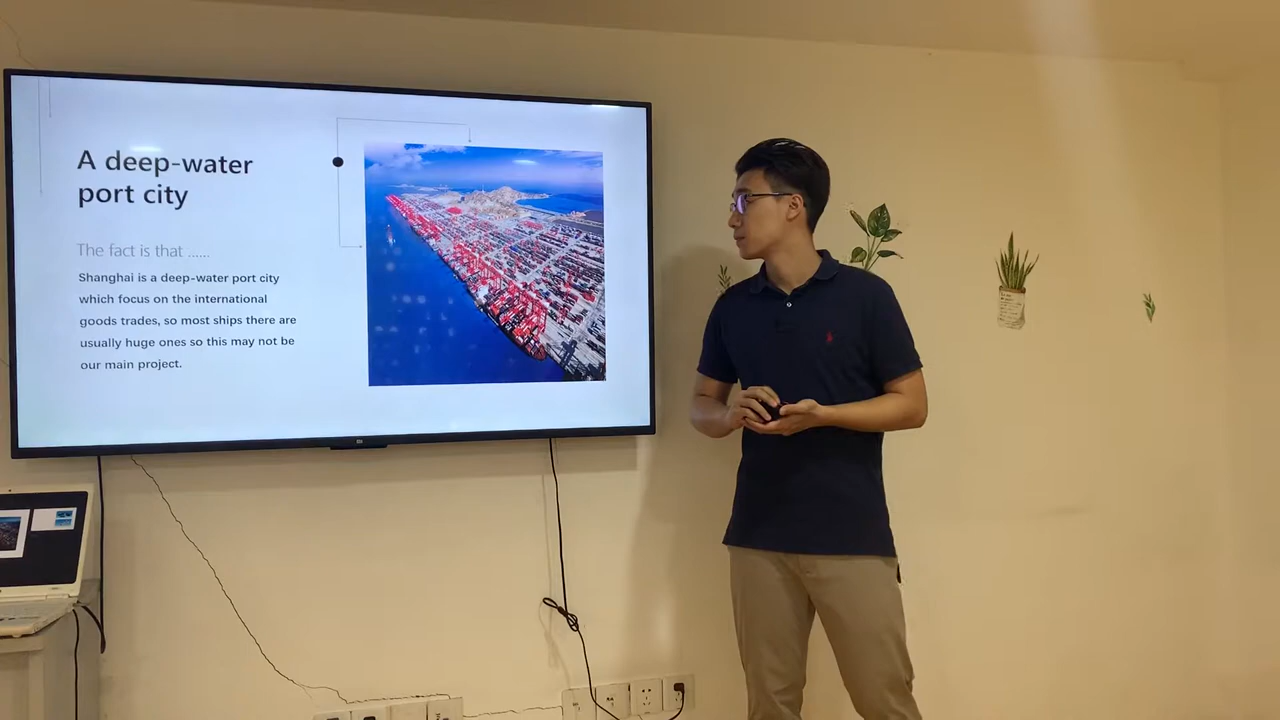 A deep-water
port city
The fact is that ......
Shanghai is a deep-water port city
which focus on the international
goods trades, so most ships there are
usually huge ones so this may not be
our main project.